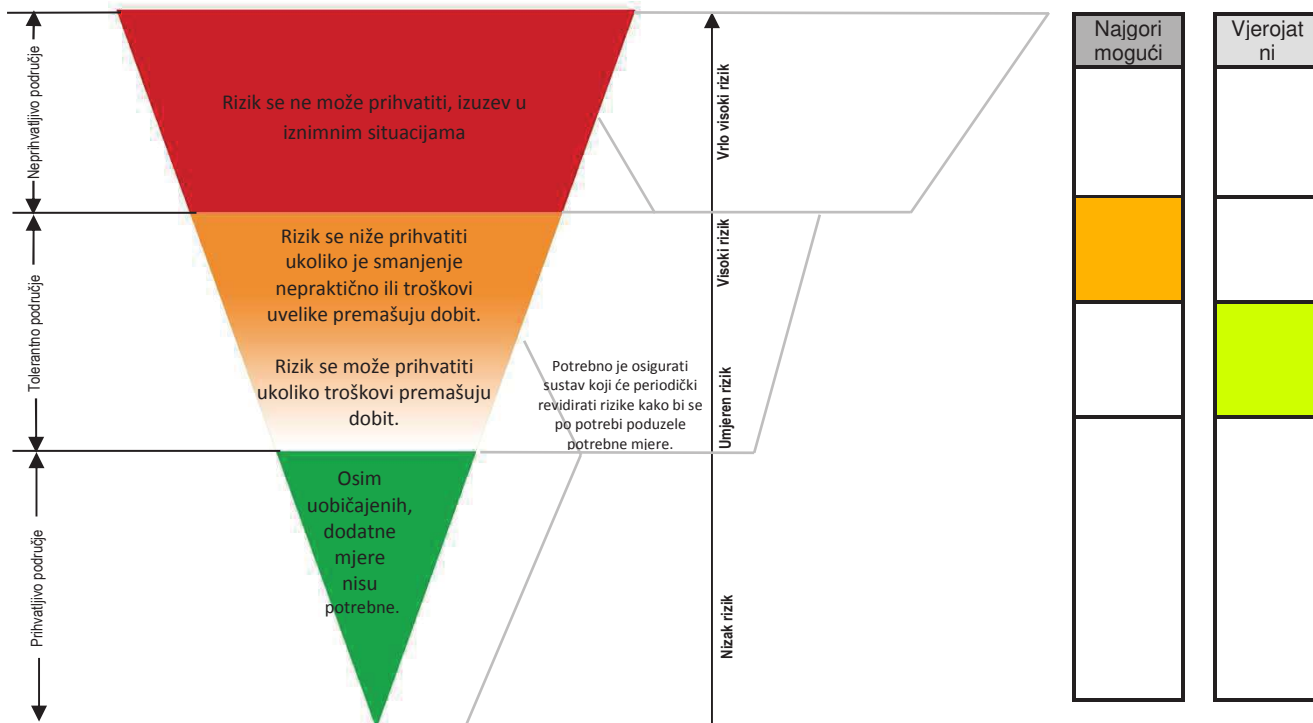 Neprihvatljivo područje
Tolerantno područje
Prihvatljivo područje
Rizik se ne može prihvatiti, izuzev u
iznimnim situacijama
Rizik se niže prihvatiti
ukoliko je smanjenje
nepraktično ili troškovi
uvelike premašuju dobit.
Rizik se može prihvatiti
ukoliko troškovi premašuju
dobit.
Osim
uobičajenih,
dodatne
mjere
nisu
potrebne.
Potrebno je osigurati
sustav koji će periodički
revidirati rizike kako bi se
po potrebi poduzele
potrebne mjere.
Vrlo visoki rizik
Visoki rizik
Umjeren rizik
Nizak rizik
Najgori
mogući
Vjerojat
ni